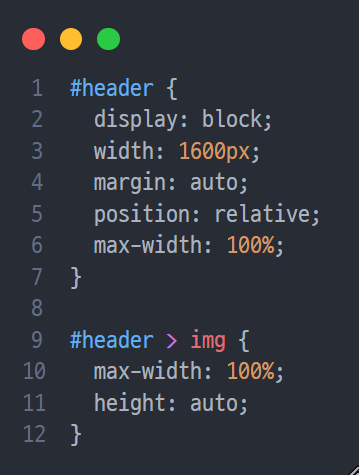 1 #header {
2   display: block;
3   width: 1600px;
4   margin: auto;
5   position: relative;
6   max-width: 100%;
7 }
8
9 #header > img {
10   max-width: 100%;
11   height: auto;
12 }